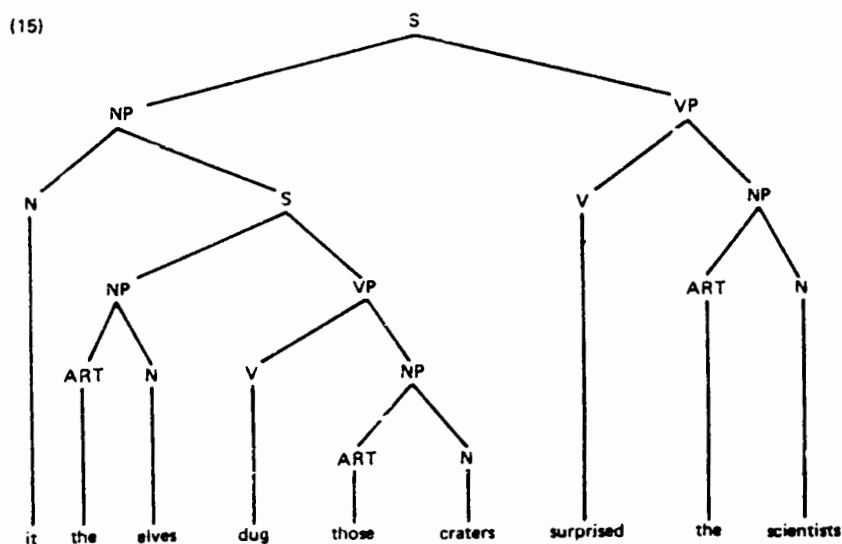 (15)
S
NP VP
N S V NP
NP VP ART N
ART N V NP
ART N
it the elves dug those craters surprised the scientists